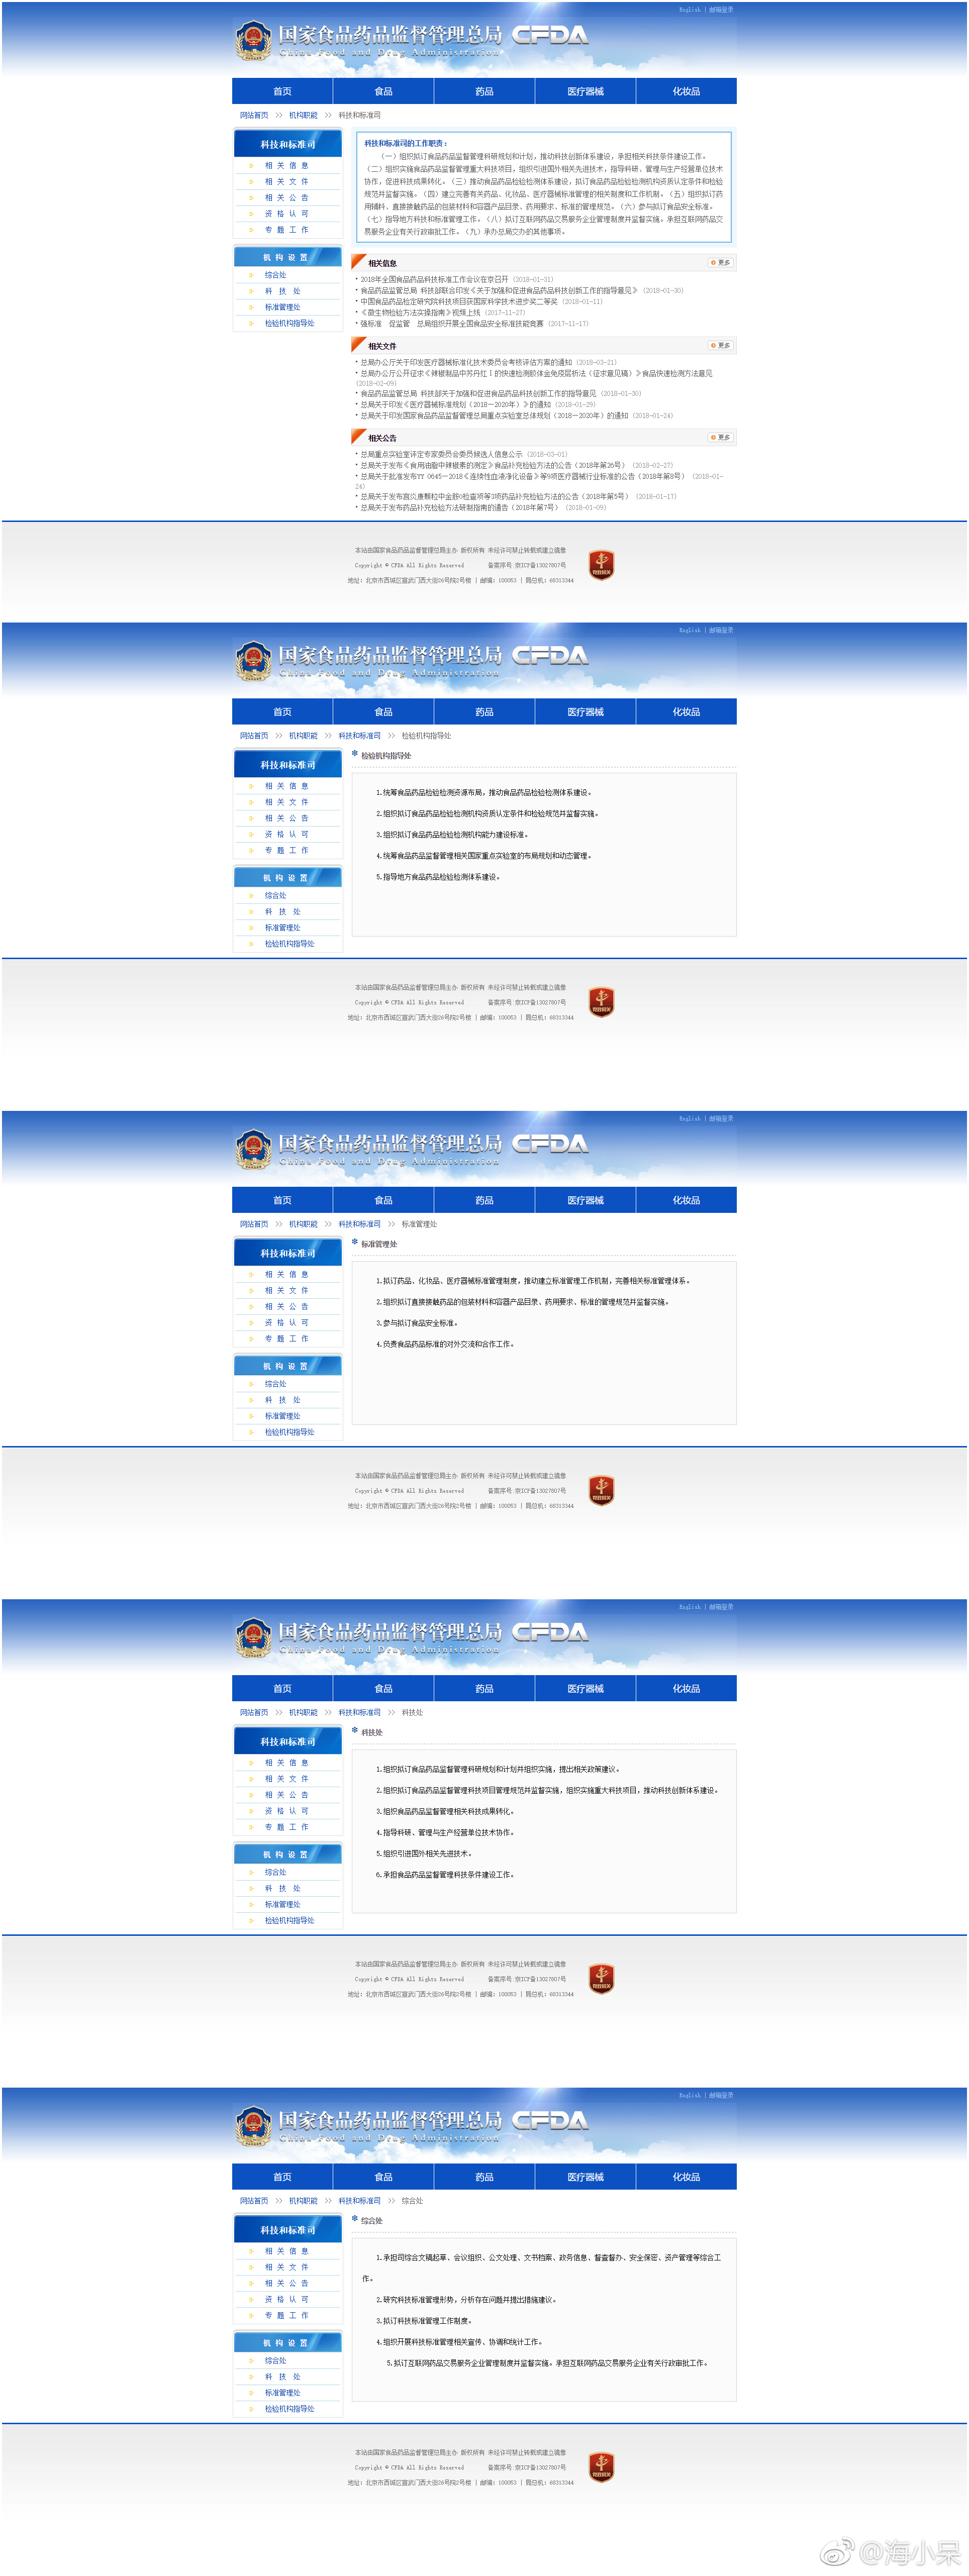 English | 邮箱登录
国家食品药品监督管理总局 CFDA
China Food and Drug Administration
首页 食品 药品 医疗器械 化妆品
网站首页 >> 机构职能 >> 科技和标准司
科技和标准司
相 关 信 息
相 关 文 件
相 关 公 告
资 格 认 可
专 题 工 作
机 构 设 置
综合处
科 技 处
标准管理处
检验机构指导处
科技和标准司的工作职责：
（一）组织拟订食品药品监督管理科研规划和计划，推动科技创新体系建设，承担相关科技条件建设工作。
（二）组织实施食品药品监督管理重大科技项目，组织引进国外相关先进技术，指导科研、管理与生产经营单位技术
协作，促进科技成果转化。（三）推动食品药品检验检测体系建设，拟订食品药品检验检测机构资质认定条件和检验
规范并监督实施。（四）建立完善有关药品、化妆品、医疗器械标准管理的相关制度和工作机制。（五）组织拟订药
用辅料、直接接触药品的包装材料和容器产品目录、药用要求、标准的管理规范。（六）参与拟订食品安全标准。
（七）指导地方科技和标准管理工作。（八）拟订互联网药品交易服务企业管理制度并监督实施。承担互联网药品交
易服务企业有关行政审批工作。（九）承办总局交办的其他事项。
相关信息 更多
2018年全国食品药品科技标准工作会议在京召开 (2018-01-31)
食品药品监管总局 科技部联合印发《关于加强和促进食品药品科技创新工作的指导意见》 (2018-01-30)
中国食品药品检定研究院科技项目获国家科学技术进步奖二等奖 (2018-01-11)
《微生物检验方法实操指南》视频上线 (2017-11-27)
强标准 促监管 总局组织开展全国食品安全标准技能竞赛 (2017-11-17)
相关文件 更多
总局办公厅关于印发医疗器械标准化技术委员会考核评估方案的通知 (2018-03-21)
总局办公厅公开征求《辣椒制品中苏丹红Ⅰ的快速检测胶体金免疫层析法（征求意见稿）》食品快速检测方法意见
(2018-02-09)
食品药品监管总局 科技部关于加强和促进食品药品科技创新工作的指导意见 (2018-01-30)
总局关于印发《医疗器械标准规划（2018—2020年）》的通知 (2018-01-29)
总局关于印发国家食品药品监督管理总局重点实验室总体规划（2018—2020年）的通知 (2018-01-24)
相关公告 更多
总局重点实验室评定专家委员会委员候选人信息公示 (2018-03-01)
总局关于发布《食用油脂中辣椒素的测定》食品补充检验方法的公告（2018年第26号） (2018-02-27)
总局关于批准发布YY 0645—2018《连续性血液净化设备》等9项医疗器械行业标准的公告（2018年第8号） (2018-01-
24)
总局关于发布宫炎康颗粒中金胺O检查项等3项药品补充检验方法的公告（2018年第5号） (2018-01-17)
总局关于发布药品补充检验方法研制指南的通告（2018年第7号） (2018-01-09)
本站由国家食品药品监督管理总局主办 版权所有 未经许可禁止转载或建立镜像
Copyright © CFDA All Rights Reserved 备案序号:京ICP备13027807号
地址: 北京市西城区宣武门西大街26号院2号楼 | 邮编: 100053 | 局总机: 68313344
党政机关
English | 邮箱登录
国家食品药品监督管理总局 CFDA
China Food and Drug Administration
首页 食品 药品 医疗器械 化妆品
网站首页 >> 机构职能 >> 科技和标准司 >> 检验机构指导处
科技和标准司
相 关 信 息
相 关 文 件
相 关 公 告
资 格 认 可
专 题 工 作
机 构 设 置
综合处
科 技 处
标准管理处
检验机构指导处
检验机构指导处
1.统筹食品药品检验检测资源布局，推动食品药品检验检测体系建设。
2.组织拟订食品药品检验检测机构资质认定条件和检验规范并监督实施。
3.组织拟订食品药品检验检测机构能力建设标准。
4.统筹食品药品监督管理相关国家重点实验室的布局规划和动态管理。
5.指导地方食品药品检验检测体系建设。
本站由国家食品药品监督管理总局主办 版权所有 未经许可禁止转载或建立镜像
Copyright © CFDA All Rights Reserved 备案序号:京ICP备13027807号
地址: 北京市西城区宣武门西大街26号院2号楼 | 邮编: 100053 | 局总机: 68313344
党政机关
English | 邮箱登录
国家食品药品监督管理总局 CFDA
China Food and Drug Administration
首页 食品 药品 医疗器械 化妆品
网站首页 >> 机构职能 >> 科技和标准司 >> 标准管理处
科技和标准司
相 关 信 息
相 关 文 件
相 关 公 告
资 格 认 可
专 题 工 作
机 构 设 置
综合处
科 技 处
标准管理处
检验机构指导处
标准管理处
1.拟订药品、化妆品、医疗器械标准管理制度，推动建立标准管理工作机制，完善相关标准管理体系。
2.组织拟订直接接触药品的包装材料和容器产品目录、药用要求、标准的管理规范并监督实施。
3.参与拟订食品安全标准。
4.负责食品药品标准的对外交流和合作工作。
本站由国家食品药品监督管理总局主办 版权所有 未经许可禁止转载或建立镜像
Copyright © CFDA All Rights Reserved 备案序号:京ICP备13027807号
地址: 北京市西城区宣武门西大街26号院2号楼 | 邮编: 100053 | 局总机: 68313344
党政机关
English | 邮箱登录
国家食品药品监督管理总局 CFDA
China Food and Drug Administration
首页 食品 药品 医疗器械 化妆品
网站首页 >> 机构职能 >> 科技和标准司 >> 科技处
科技和标准司
相 关 信 息
相 关 文 件
相 关 公 告
资 格 认 可
专 题 工 作
机 构 设 置
综合处
科 技 处
标准管理处
检验机构指导处
科技处
1.组织拟订食品药品监督管理科研规划和计划并组织实施，提出相关政策建议。
2.组织拟订食品药品监督管理科技项目管理规范并监督实施，组织实施重大科技项目，推动科技创新体系建设。
3.组织食品药品监督管理相关科技成果转化。
4.指导科研、管理与生产经营单位技术协作。
5.组织引进国外相关先进技术。
6.承担食品药品监督管理科技条件建设工作。
本站由国家食品药品监督管理总局主办 版权所有 未经许可禁止转载或建立镜像
Copyright © CFDA All Rights Reserved 备案序号:京ICP备13027807号
地址: 北京市西城区宣武门西大街26号院2号楼 | 邮编: 100053 | 局总机: 68313344
党政机关
English | 邮箱登录
国家食品药品监督管理总局 CFDA
China Food and Drug Administration
首页 食品 药品 医疗器械 化妆品
网站首页 >> 机构职能 >> 科技和标准司 >> 综合处
科技和标准司
相 关 信 息
相 关 文 件
相 关 公 告
资 格 认 可
专 题 工 作
机 构 设 置
综合处
科 技 处
标准管理处
检验机构指导处
综合处
1.承担司综合文稿起草、会议组织、公文处理、文书档案、政务信息、督查督办、安全保密、资产管理等综合工
作。
2.研究科技标准管理形势，分析存在问题并提出措施建议。
3.拟订科技标准管理工作制度。
4.组织开展科技标准管理相关宣传、协调和统计工作。
5.拟订互联网药品交易服务企业管理制度并监督实施。承担互联网药品交易服务企业有关行政审批工作。
本站由国家食品药品监督管理总局主办 版权所有 未经许可禁止转载或建立镜像
Copyright © CFDA All Rights Reserved 备案序号:京ICP备13027807号
地址: 北京市西城区宣武门西大街26号院2号楼 | 邮编: 100053 | 局总机: 68313344
党政机关
@海小呆